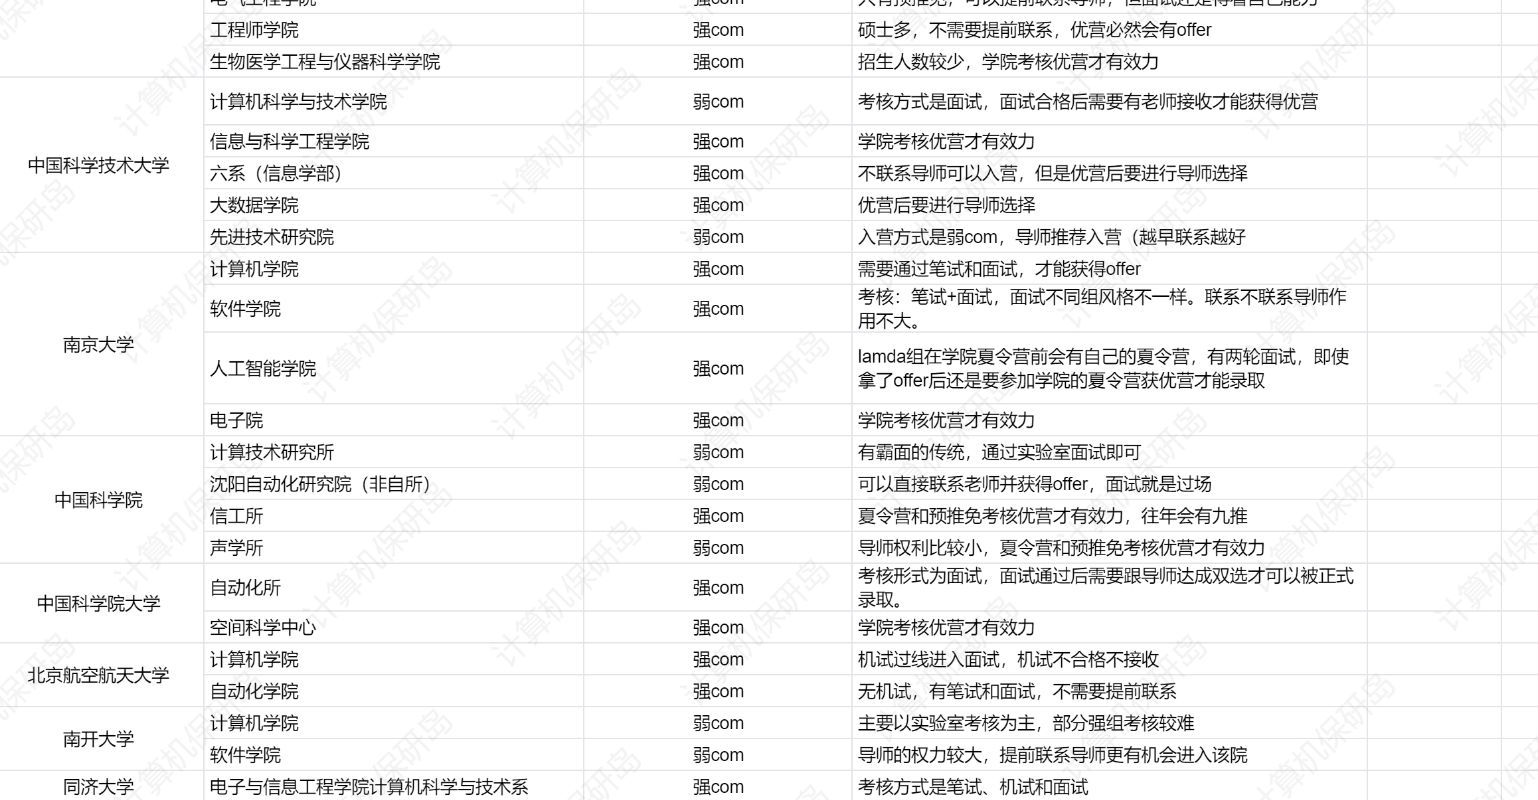 电气工程学院 强com 只有预推免，可以提前联系导师，但面试还是得看自己能力
工程师学院 强com 硕士多，不需要提前联系，优营必然会有offer
生物医学工程与仪器科学学院 强com 招生人数较少，学院考核优营才有效力
中国科学技术大学
计算机科学与技术学院 弱com 考核方式是面试，面试合格后需要有老师接收才能获得优营
信息与科学工程学院 强com 学院考核优营才有效力
六系（信息学部） 强com 不联系导师可以入营，但是优营后要进行导师选择
大数据学院 强com 优营后要进行导师选择
先进技术研究院 弱com 入营方式是弱com，导师推荐入营（越早联系越好
南京大学
计算机学院 强com 需要通过笔试和面试，才能获得offer
软件学院 强com 考核：笔试+面试，面试不同组风格不一样。联系不联系导师作
用不大。
人工智能学院 强com lamda组在学院夏令营前会有自己的夏令营，有两轮面试，即使
拿了offer后还是要参加学院的夏令营获优营才能录取
电子院 强com 学院考核优营才有效力
中国科学院
计算技术研究所 弱com 有霸面的传统，通过实验室面试即可
沈阳自动化研究院（非自所） 弱com 可以直接联系老师并获得offer，面试就是过场
信工所 强com 夏令营和预推免考核优营才有效力，往年会有九推
声学所 弱com 导师权利比较小，夏令营和预推免考核优营才有效力
中国科学院大学
自动化所 强com 考核形式为面试，面试通过后需要跟导师达成双选才可以被正式
录取。
空间科学中心 强com 学院考核优营才有效力
北京航空航天大学
计算机学院 强com 机试过线进入面试，机试不合格不接收
自动化学院 强com 无机试，有笔试和面试，不需要提前联系
南开大学
计算机学院 弱com 主要以实验室考核为主，部分强组考核较难
软件学院 弱com 导师的权力较大，提前联系导师更有机会进入该院
同济大学 电子与信息工程学院计算机科学与技术系 强com 考核方式是笔试、机试和面试
计算机保研岛